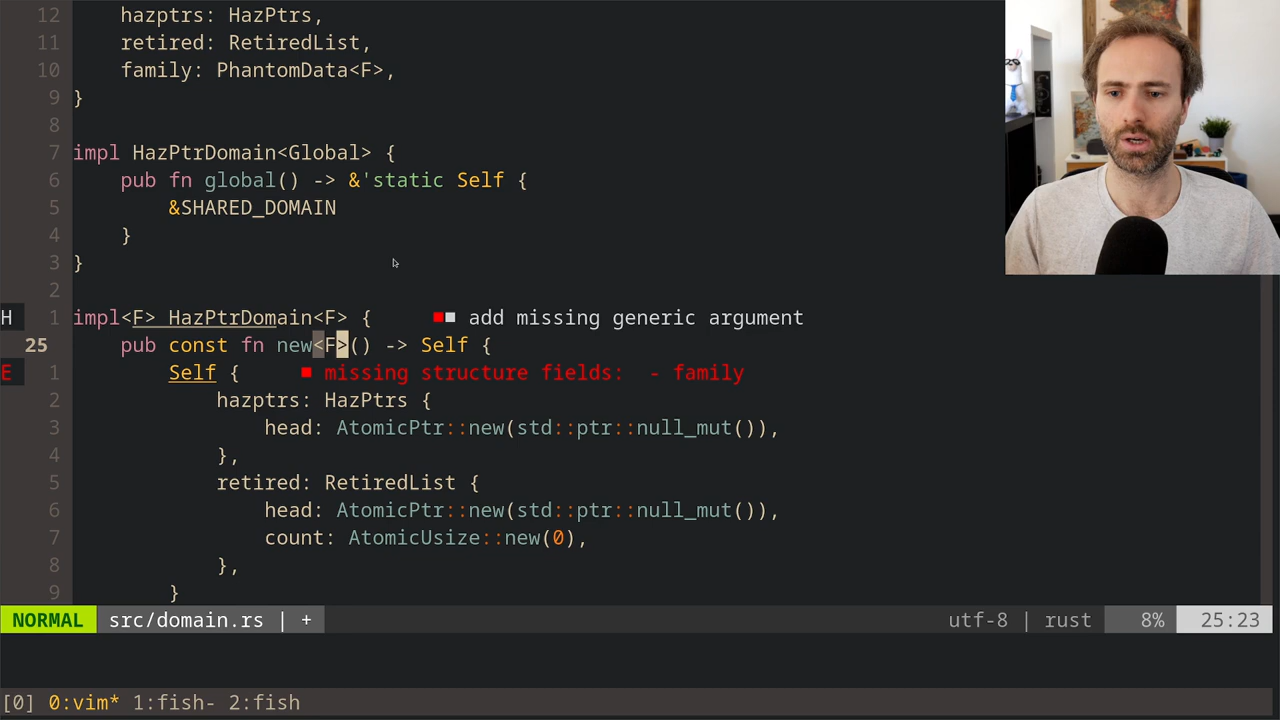 12 hazptrs: HazPtrs,
11 retired: RetiredList,
10 family: PhantomData<F>,
9 }
8
7 impl HazPtrDomain<Global> {
6 pub fn global() -> &'static Self {
5 &SHARED_DOMAIN
4 }
3 }
2
H 1 impl<F> HazPtrDomain<F> { ■■ add missing generic argument
25 pub const fn new<F>() -> Self {
E 1 Self { ■ missing structure fields: - family
2 hazptrs: HazPtrs {
3 head: AtomicPtr::new(std::ptr::null_mut()),
4 },
5 retired: RetiredList {
6 head: AtomicPtr::new(std::ptr::null_mut()),
7 count: AtomicUsize::new(0),
8 },
9 }
NORMAL src/domain.rs | + utf-8 | rust 8% 25:23
[0] 0:vim* 1:fish- 2:fish